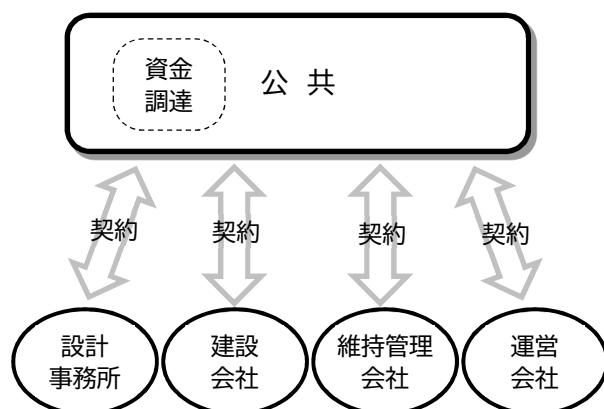 資金
調達
公 共
契約
契約
契約
契約
設計
事務所
建設
会社
維持管理
会社
運営
会社